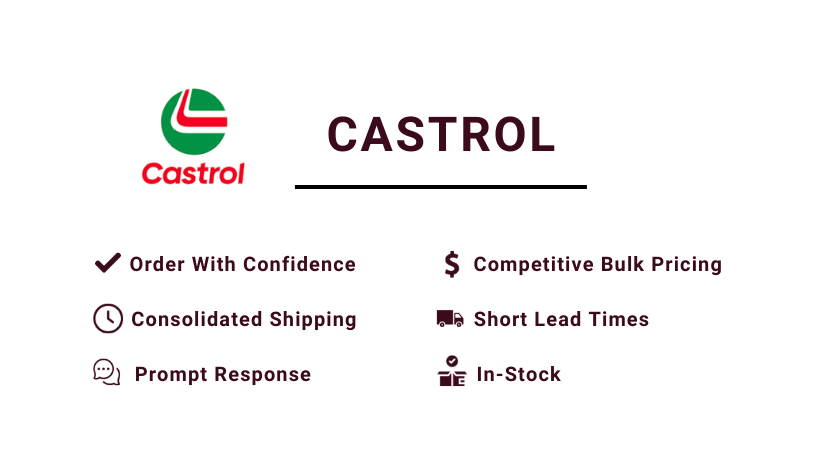 CASTROL
Castrol
Order With Confidence
Competitive Bulk Pricing
Consolidated Shipping
Short Lead Times
Prompt Response
In-Stock